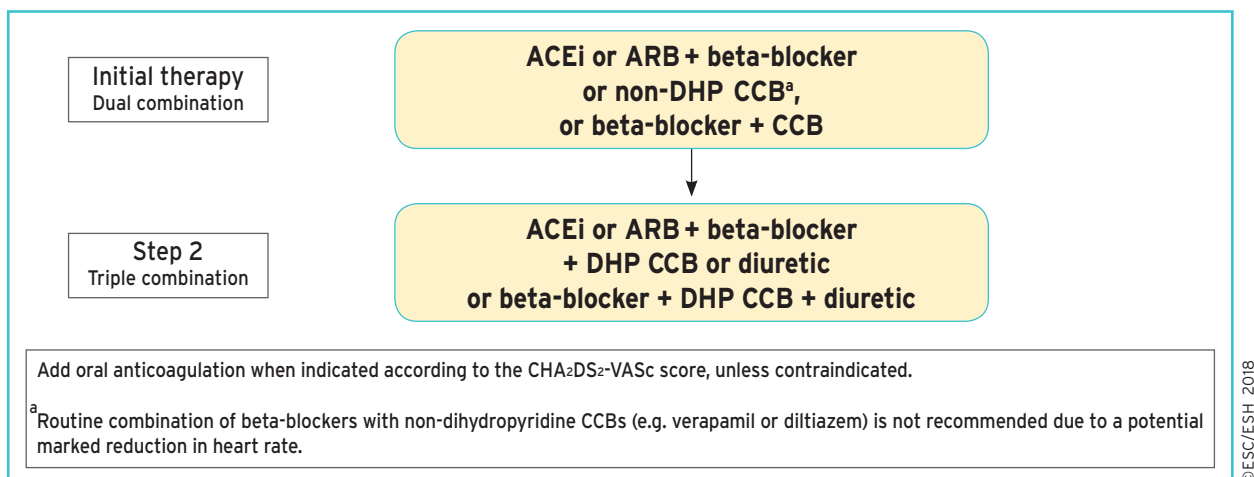 Initial therapy
Dual combination
ACEi or ARB + beta-blocker
or non-DHP CCBa,
or beta-blocker + CCB
Step 2
Triple combination
ACEi or ARB + beta-blocker
+ DHP CCB or diuretic
or beta-blocker + DHP CCB + diuretic
Add oral anticoagulation when indicated according to the CHA2DS2-VASc score, unless contraindicated.
aRoutine combination of beta-blockers with non-dihydropyridine CCBs (e.g. verapamil or diltiazem) is not recommended due to a potential
marked reduction in heart rate.
©ESC/ESH 2018